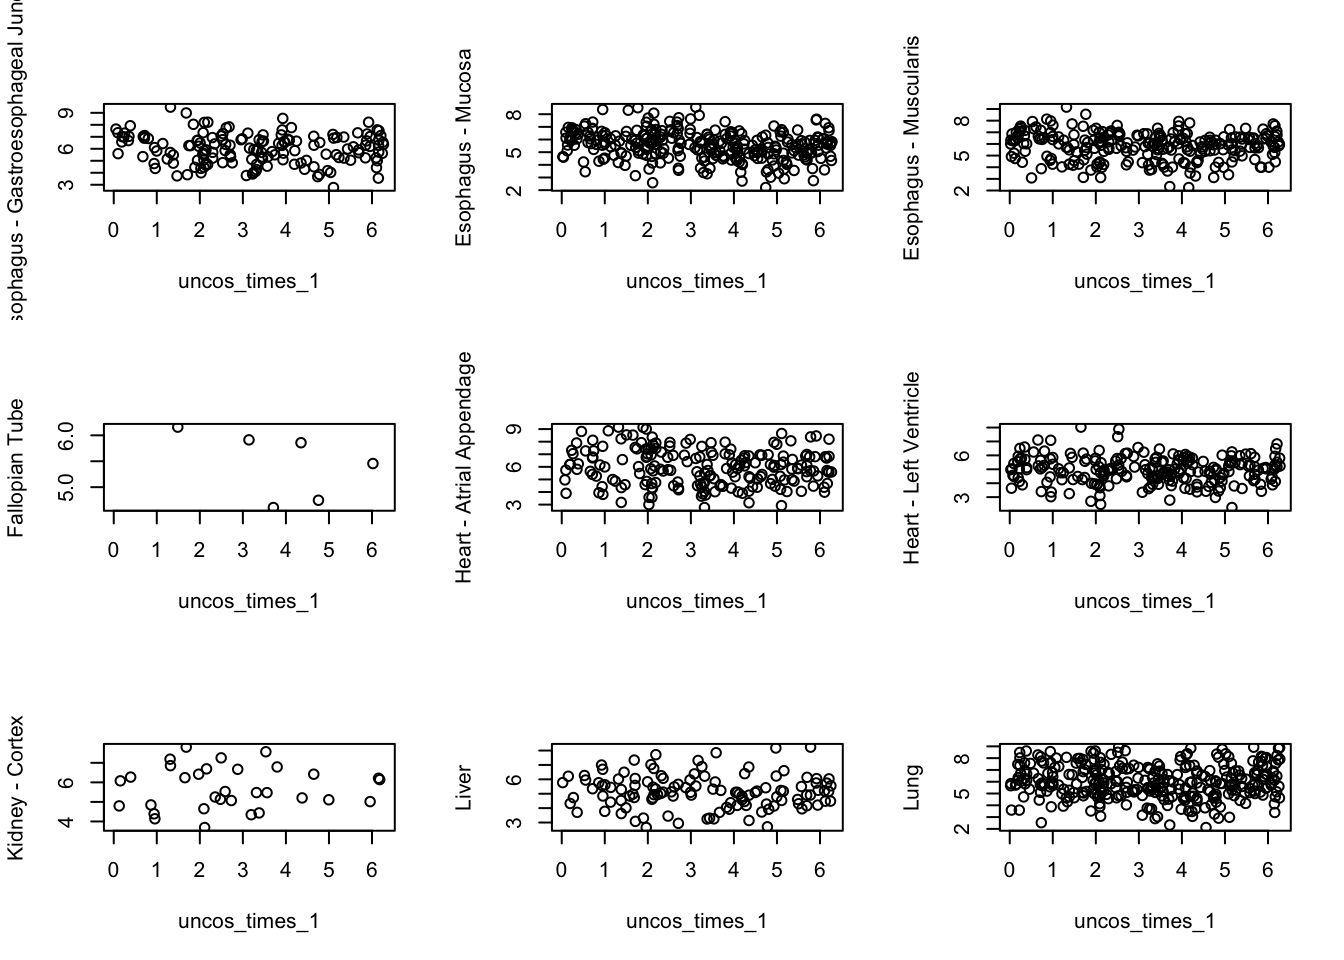 sophagus - Gastroesophageal Junc
9
6
3
0 1 2 3 4 5 6
uncos_times_1
Esophagus - Mucosa
8
5
2
0 1 2 3 4 5 6
uncos_times_1
Esophagus - Muscularis
8
5
2
0 1 2 3 4 5 6
uncos_times_1
Fallopian Tube
6.0
5.0
0 1 2 3 4 5 6
uncos_times_1
Heart - Atrial Appendage
9
6
3
0 1 2 3 4 5 6
uncos_times_1
Heart - Left Ventricle
6
3
0 1 2 3 4 5 6
uncos_times_1
Kidney - Cortex
6
4
0 1 2 3 4 5 6
uncos_times_1
Liver
6
3
0 1 2 3 4 5 6
uncos_times_1
Lung
8
5
2
0 1 2 3 4 5 6
uncos_times_1